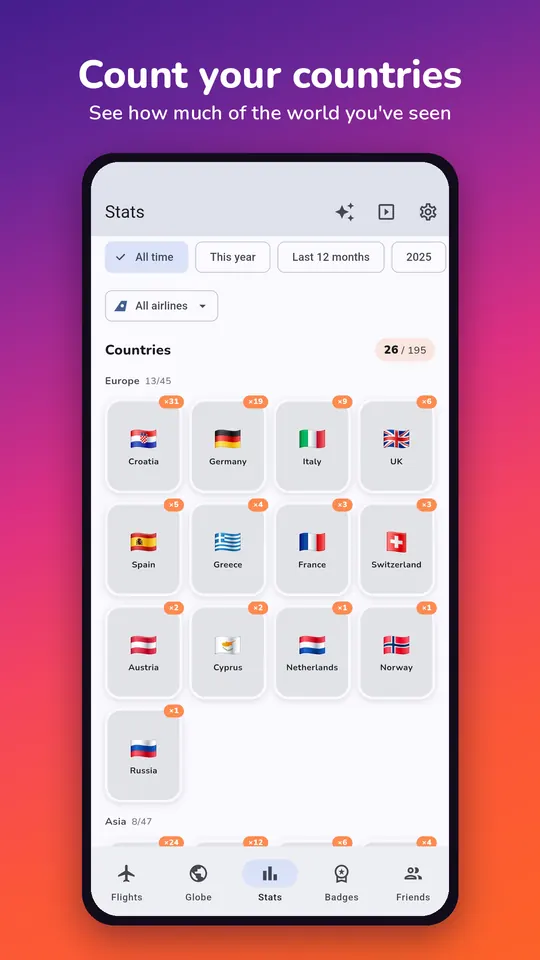 Count your countries
See how much of the world you've seen
Stats
All time
This year
Last 12 months
2025
All airlines
Countries
26 / 195
Europe 13/45
×31
×19
×9
×6
Croatia
Germany
Italy
UK
×5
×4
×3
×3
Spain
Greece
France
Switzerland
×2
×2
×1
×1
Austria
Cyprus
Netherlands
Norway
×1
Russia
Asia 8/47
×24
×12
×6
×4
Flights
Globe
Stats
Badges
Friends